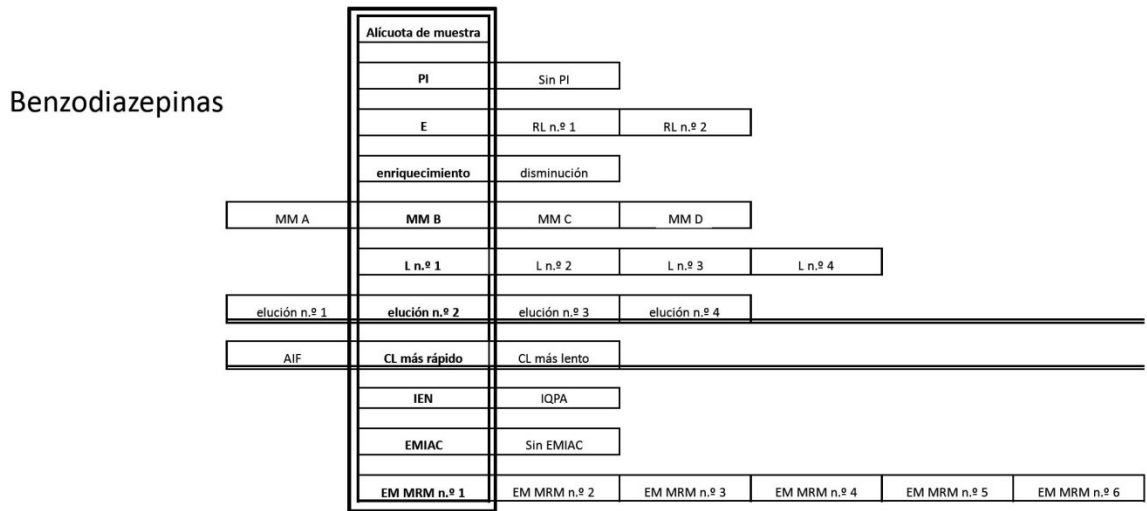 Benzodiazepinas
Alícuota de muestra
PI Sin PI
E RL n.º 1 RL n.º 2
enriquecimiento disminución
MM A MM B MM C MM D
L n.º 1 L n.º 2 L n.º 3 L n.º 4
elución n.º 1 elución n.º 2 elución n.º 3 elución n.º 4
AIF CL más rápido CL más lento
IEN IQPA
EMIAC Sin EMIAC
EM MRM n.º 1 EM MRM n.º 2 EM MRM n.º 3 EM MRM n.º 4 EM MRM n.º 5 EM MRM n.º 6